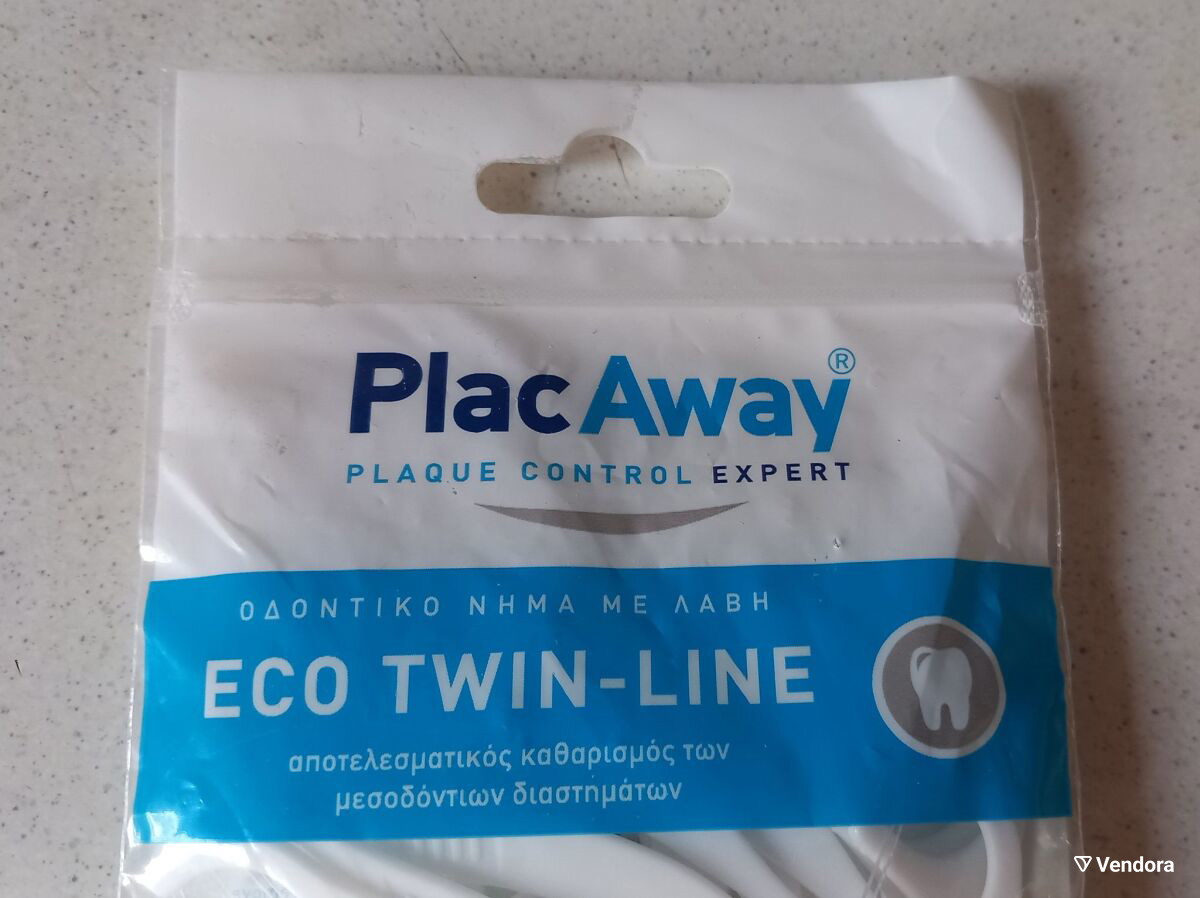 PlacAway®
PLAQUE CONTROL EXPERT
ΟΔΟΝΤΙΚΟ ΝΗΜΑ ΜΕ ΛΑΒΗ
ECO TWIN-LINE
αποτελεσματικός καθαρισμός των
μεσοδόντιων διαστημάτων
Vendora